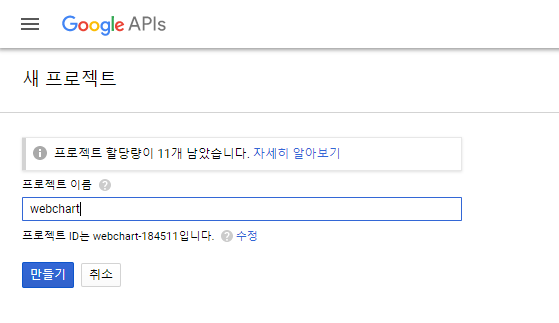 Google APIs
새 프로젝트
프로젝트 할당량이 11개 남았습니다. 자세히 알아보기
프로젝트 이름 ?
webchart
프로젝트 ID는 webchart-184511입니다. ? 수정
만들기 취소